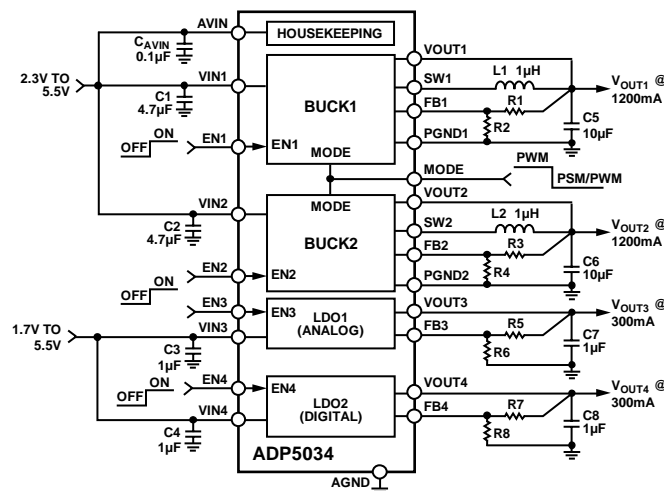 AVIN
HOUSEKEEPING
CAVIN
0.1µF
VOUT1
2.3V TO
5.5V
VIN1
C1
4.7µF
BUCK1
SW1
L1 1µH
VOUT1 @
1200mA
FB1
R1
R2
C5
10µF
ON
OFF
EN1
EN1
PGND1
MODE
MODE
PWM
PSM/PWM
VIN2
MODE
VOUT2
C2
4.7µF
BUCK2
SW2
L2 1µH
VOUT2 @
1200mA
FB2
R3
R4
C6
10µF
ON
OFF
EN2
EN2
PGND2
EN3
EN3
LDO1
(ANALOG)
VOUT3
VOUT3 @
300mA
1.7V TO
5.5V
VIN3
FB3
R5
R6
C7
1µF
C3
1µF
ON
OFF
EN4
EN4
LDO2
(DIGITAL)
VOUT4
VOUT4 @
300mA
VIN4
FB4
R7
R8
C8
1µF
C4
1µF
ADP5034
AGND